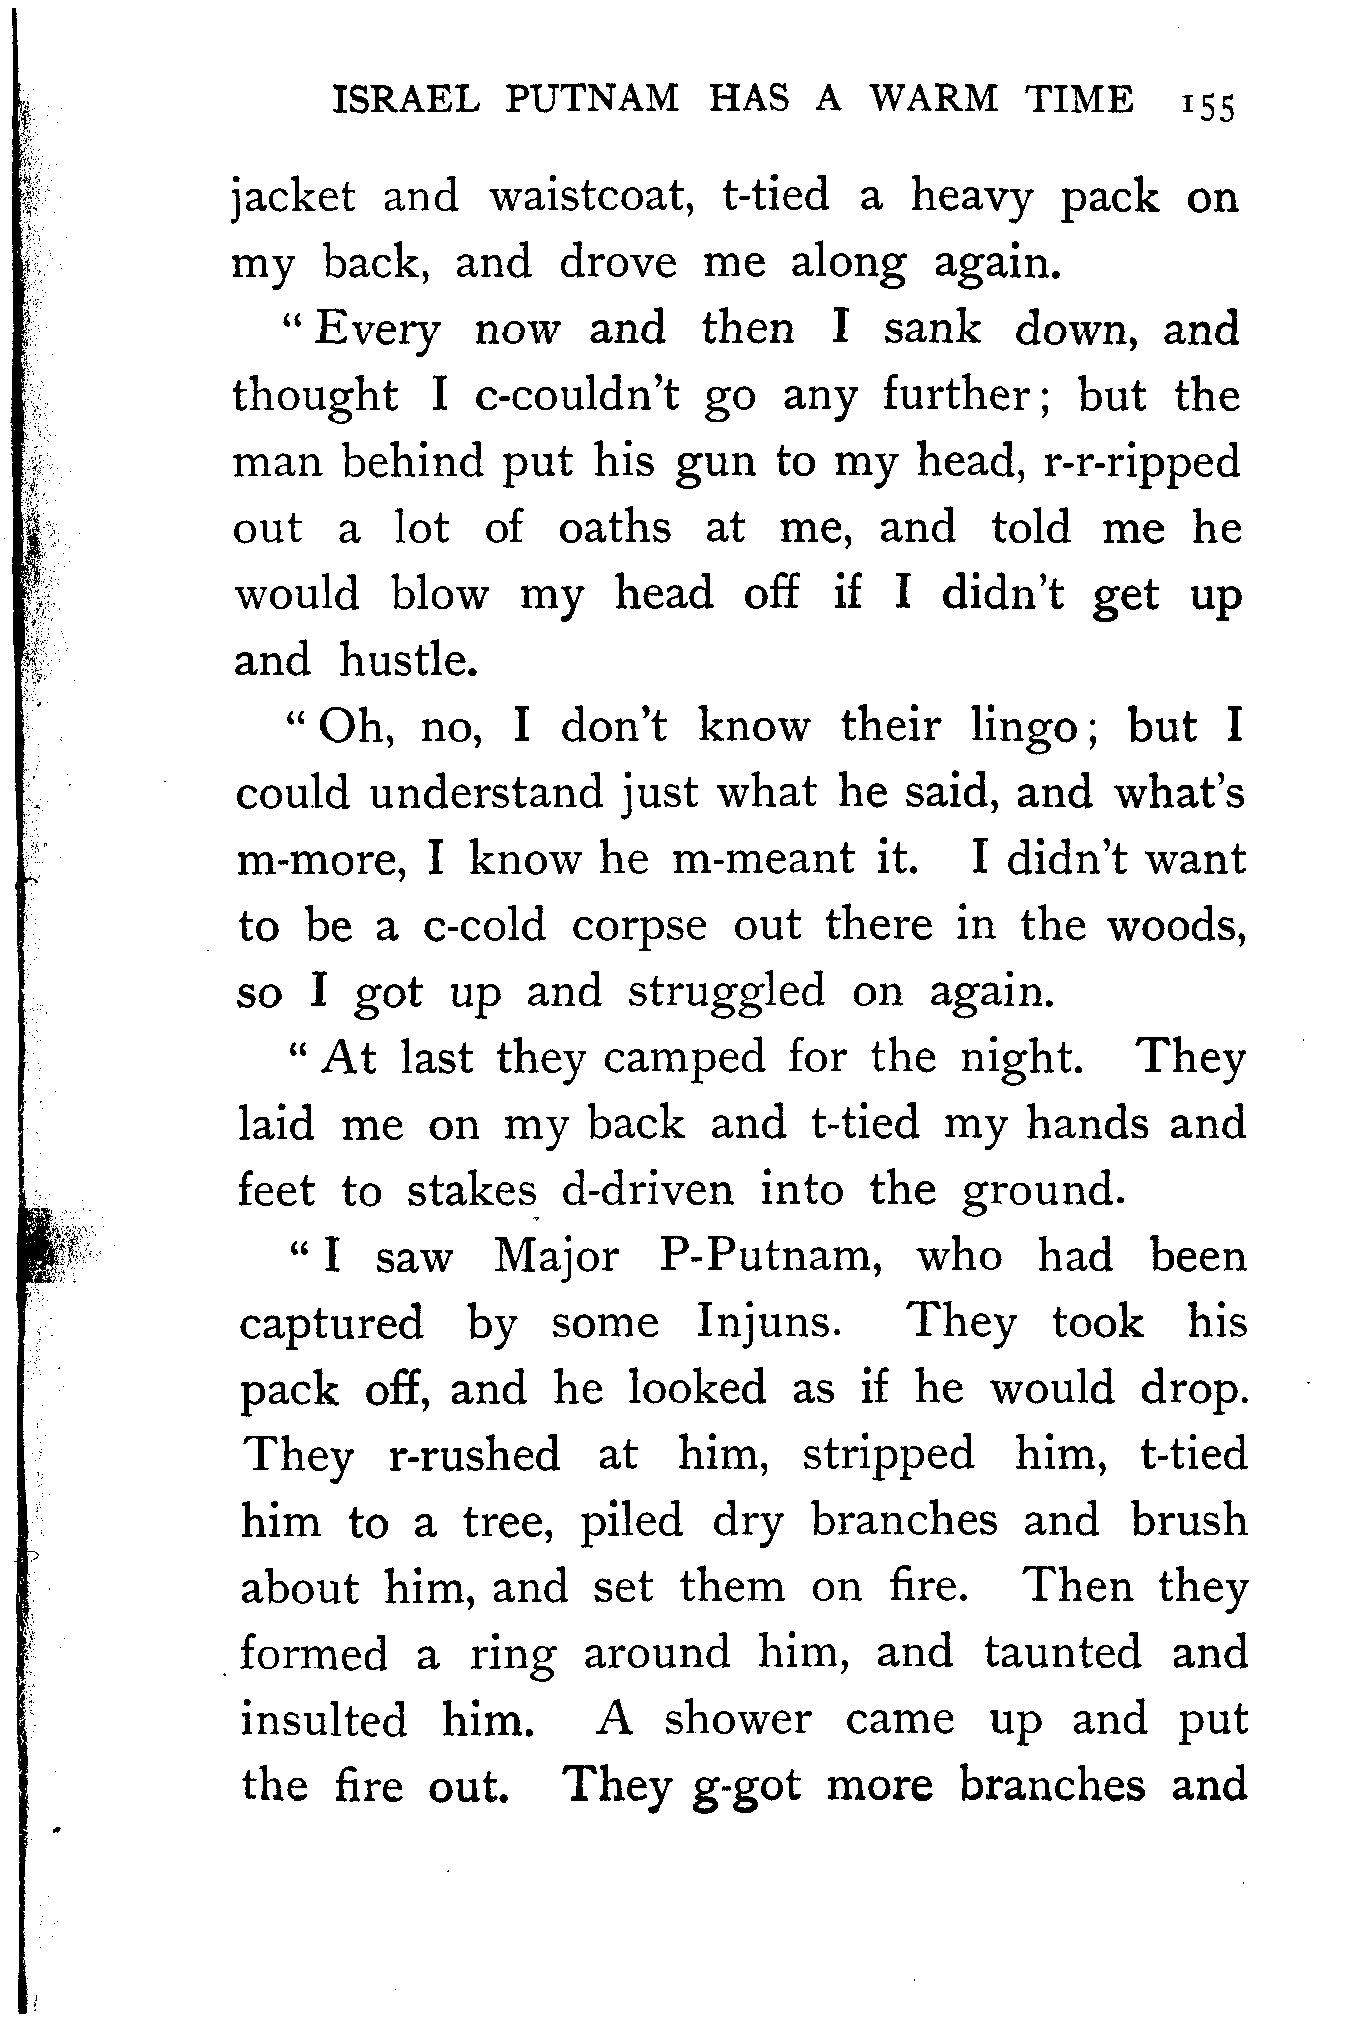 ISRAEL PUTNAM HAS A WARM TIME 155
jacket and waistcoat, t-tied a heavy pack on
my back, and drove me along again.
" Every now and then I sank down, and
thought I c-couldn't go any further; but the
man behind put his gun to my head, r-r-ripped
out a lot of oaths at me, and told me he
would blow my head off if I didn't get up
and hustle.
" Oh, no, I don't know their lingo; but I
could understand just what he said, and what's
m-more, I know he m-meant it. I didn't want
to be a c-cold corpse out there in the woods,
so I got up and struggled on again.
" At last they camped for the night. They
laid me on my back and t-tied my hands and
feet to stakes d-driven into the ground.
" I saw Major P-Putnam, who had been
captured by some Injuns. They took his
pack off, and he looked as if he would drop.
They r-rushed at him, stripped him, t-tied
him to a tree, piled dry branches and brush
about him, and set them on fire. Then they
formed a ring around him, and taunted and
insulted him. A shower came up and put
the fire out. They g-got more branches and